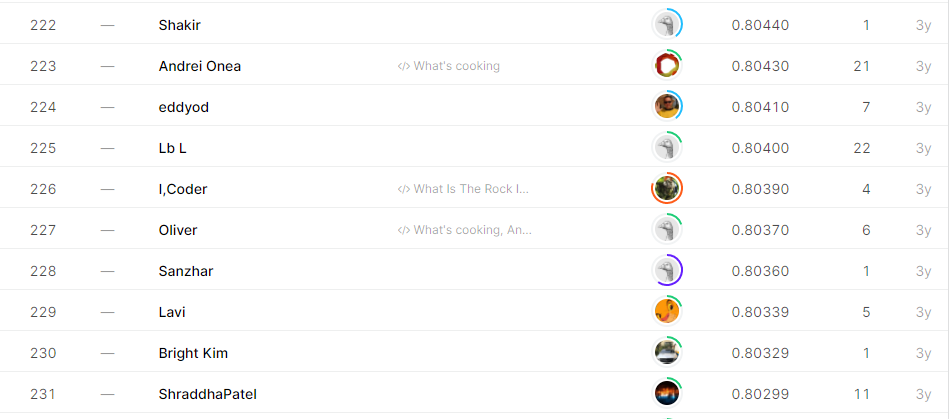 222 — Shakir 0.80440 1 3y
223 — Andrei Onea </> What's cooking 0.80430 21 3y
224 — eddyod 0.80410 7 3y
225 — Lb L 0.80400 22 3y
226 — I,Coder </> What Is The Rock I... 0.80390 4 3y
227 — Oliver </> What's cooking, An... 0.80370 6 3y
228 — Sanzhar 0.80360 1 3y
229 — Lavi 0.80339 5 3y
230 — Bright Kim 0.80329 1 3y
231 — ShraddhaPatel 0.80299 11 3y